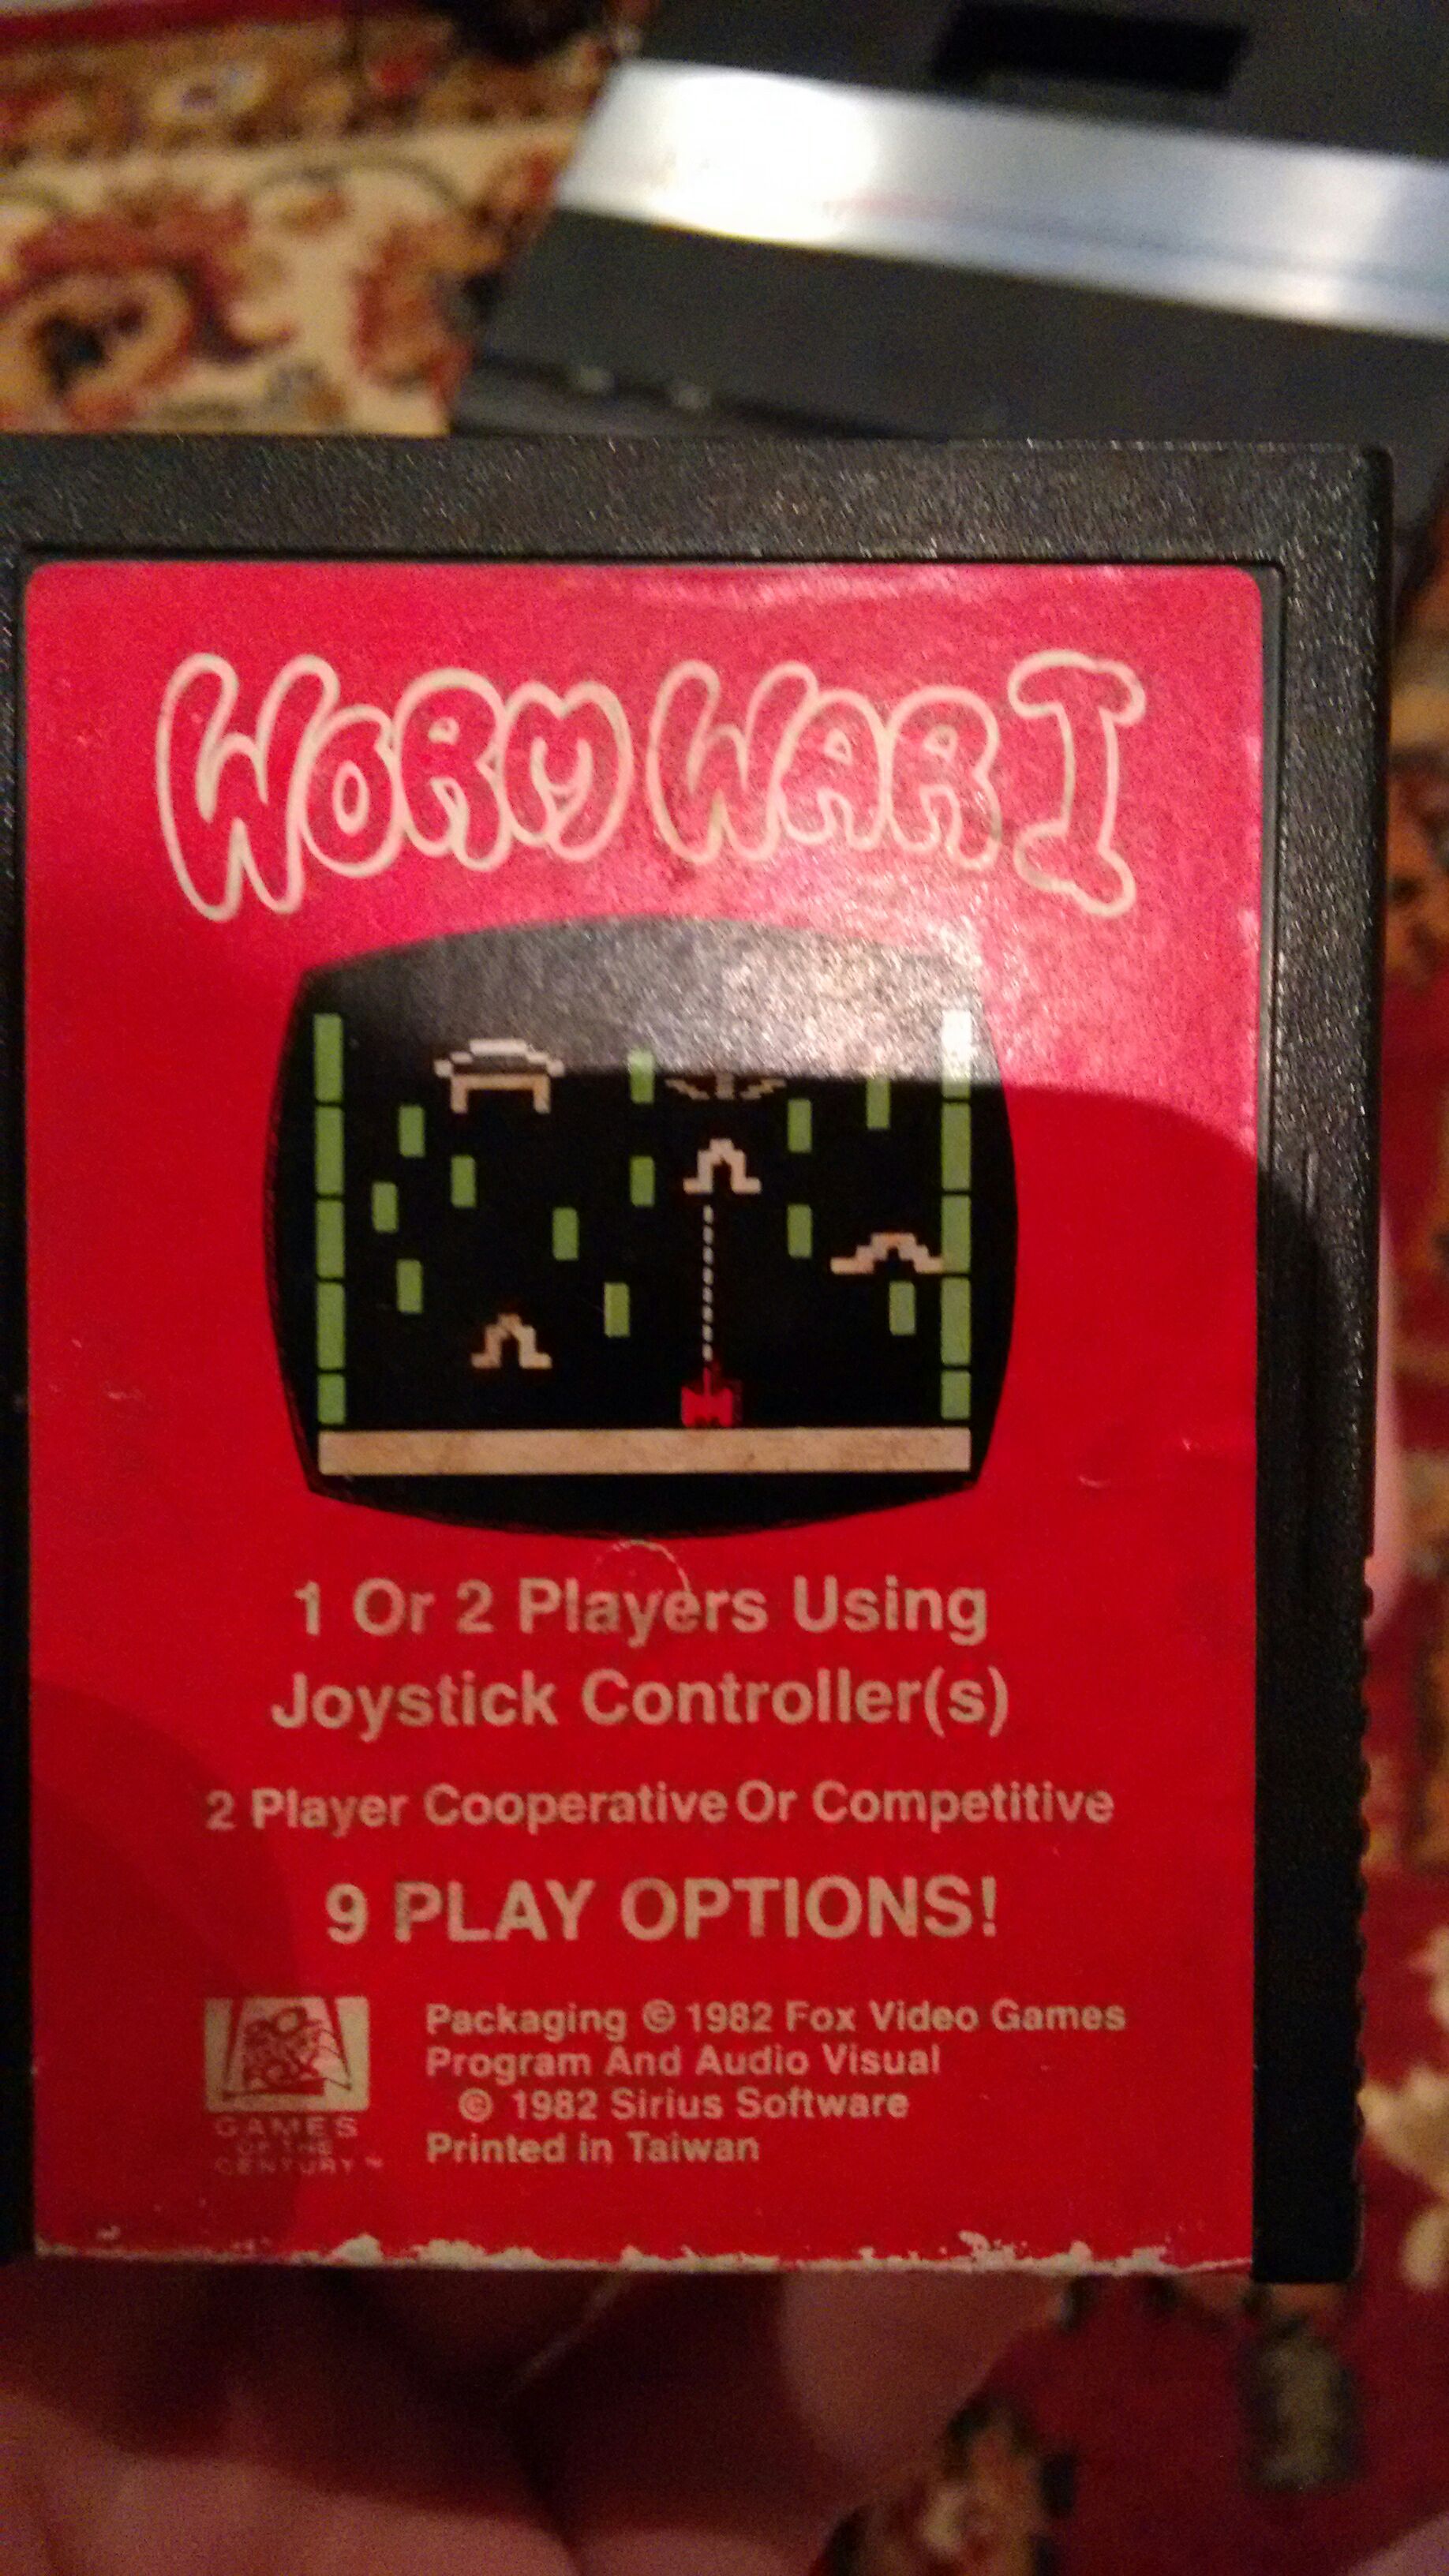 WORM WAR I
1 Or 2 Players Using
Joystick Controller(s)
2 Player Cooperative Or Competitive
9 PLAY OPTIONS!
Packaging © 1982 Fox Video Games
Program And Audio Visual
© 1982 Sirius Software
Printed in Taiwan
GAMES
OF THE
CENTURY™